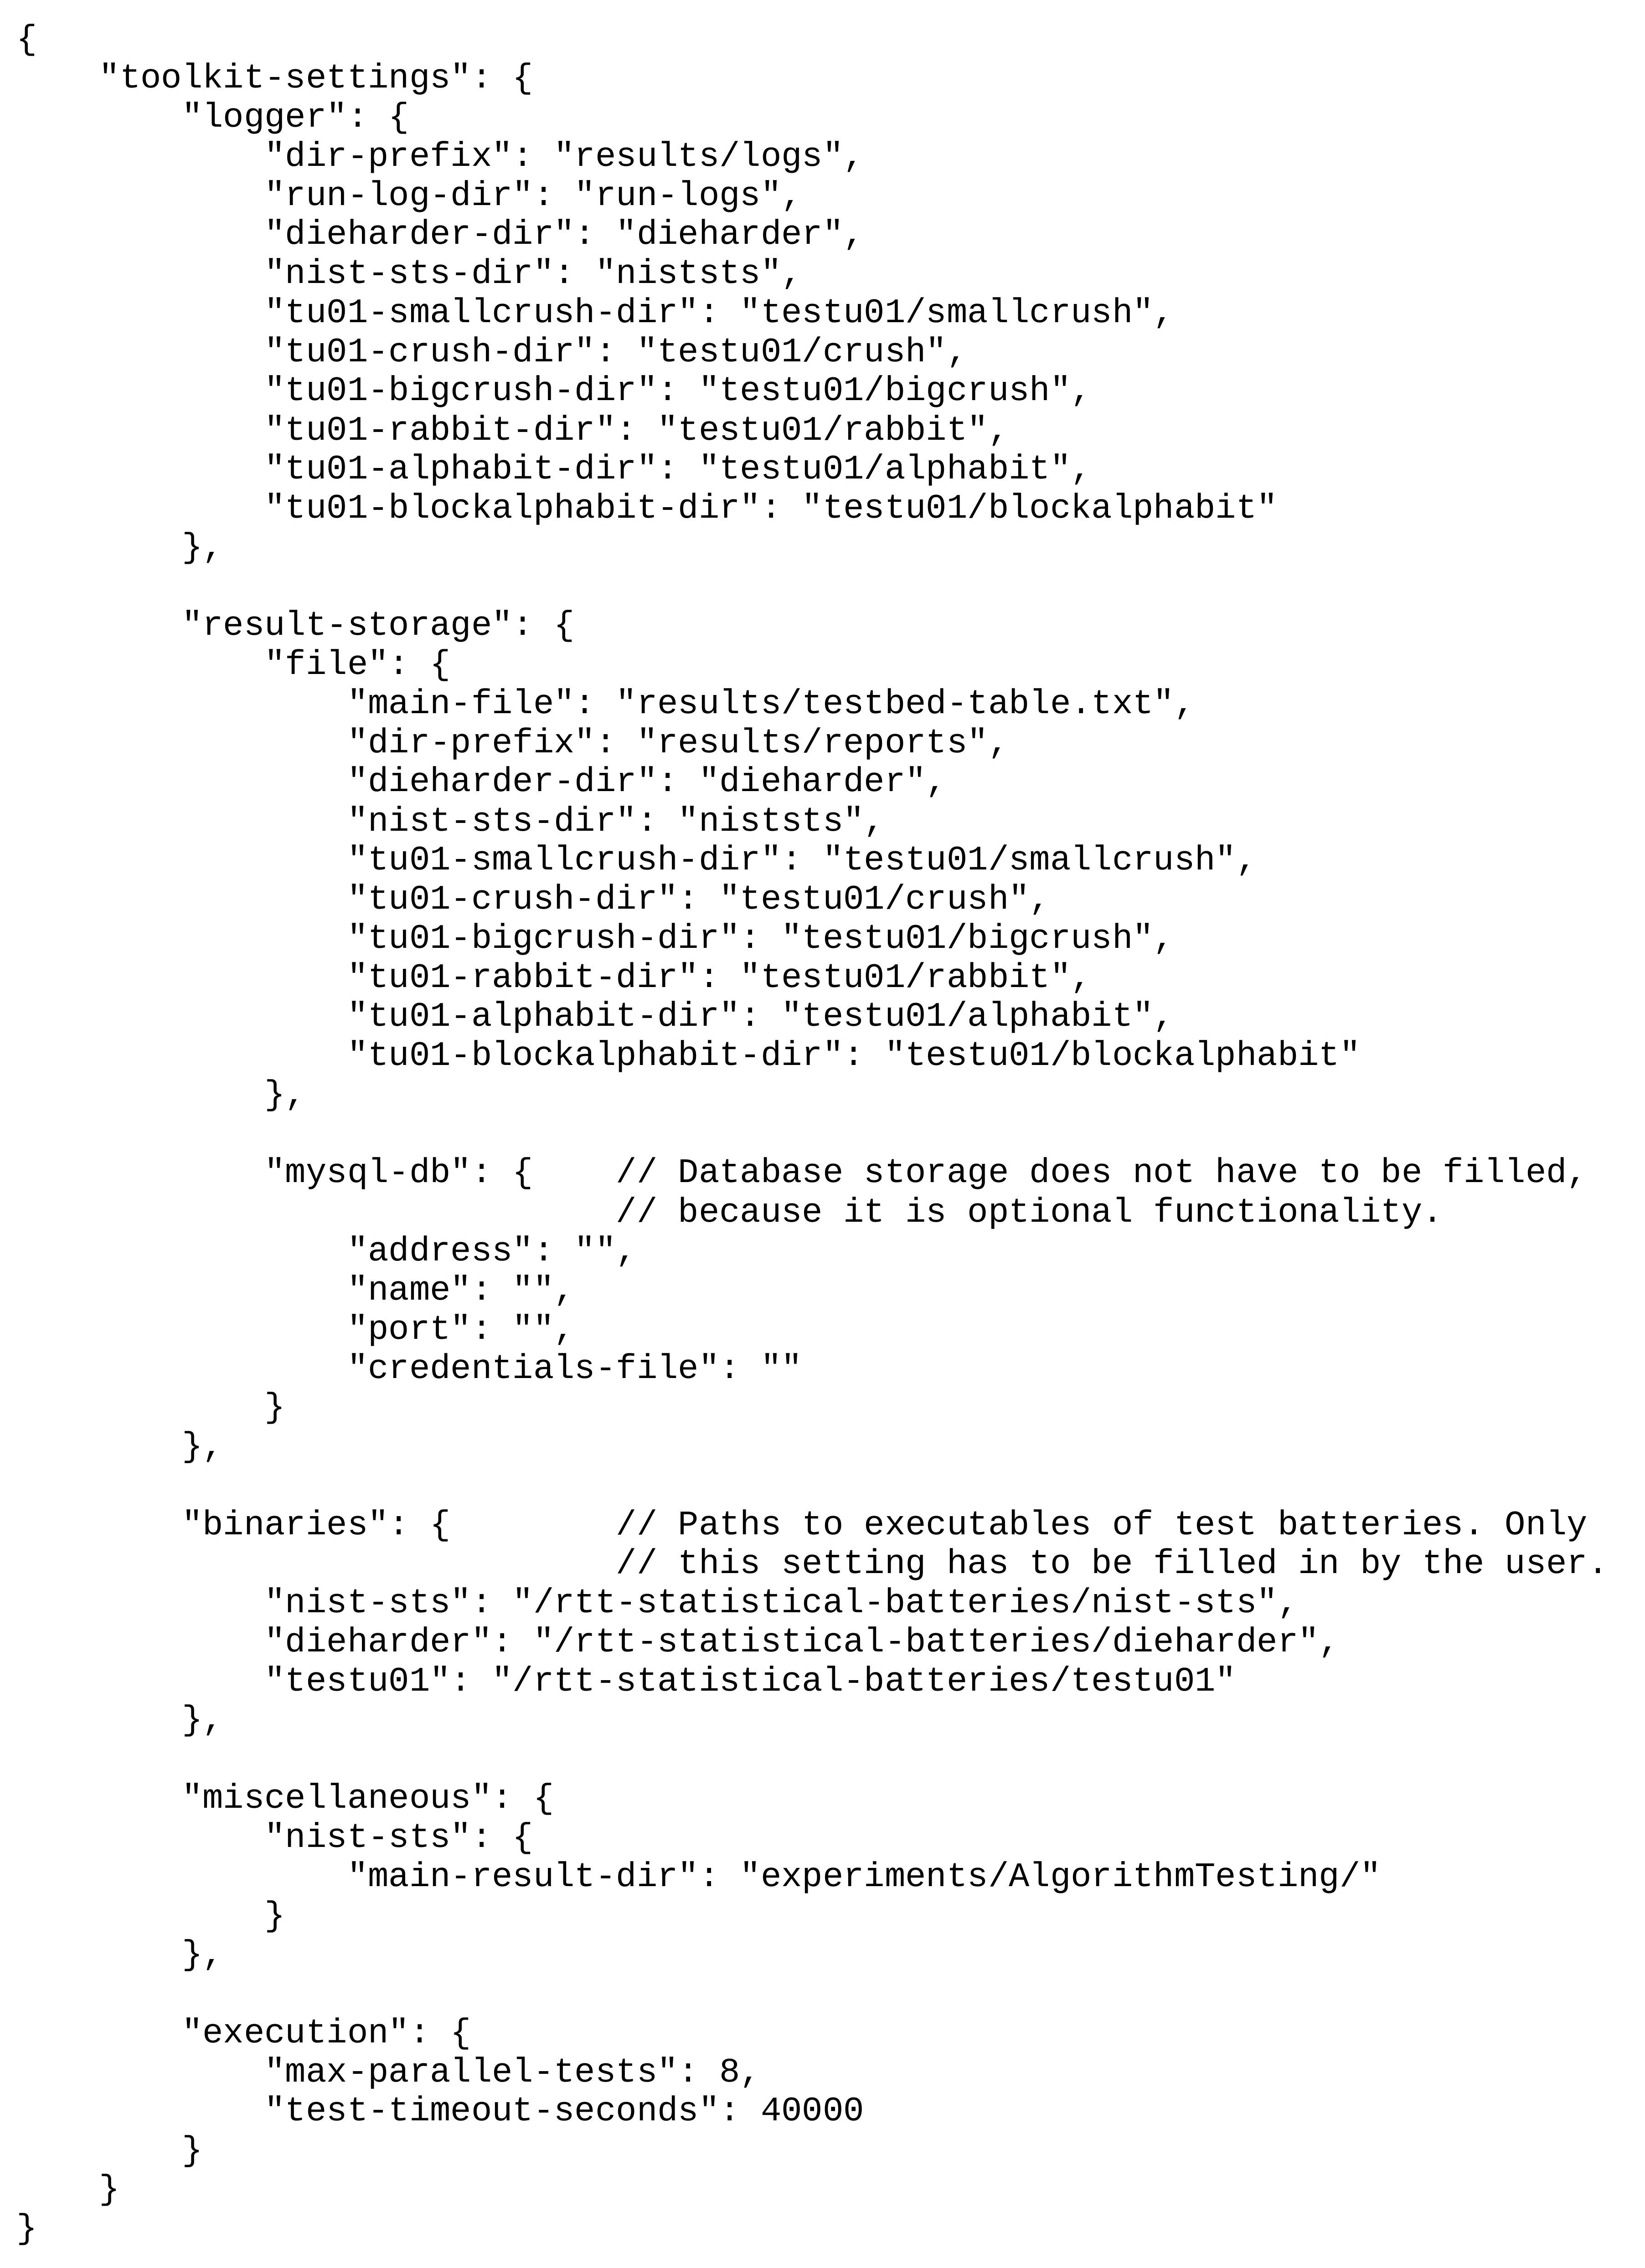 {
    "toolkit-settings": {
        "logger": {
            "dir-prefix": "results/logs",
            "run-log-dir": "run-logs",
            "dieharder-dir": "dieharder",
            "nist-sts-dir": "niststs",
            "tu01-smallcrush-dir": "testu01/smallcrush",
            "tu01-crush-dir": "testu01/crush",
            "tu01-bigcrush-dir": "testu01/bigcrush",
            "tu01-rabbit-dir": "testu01/rabbit",
            "tu01-alphabit-dir": "testu01/alphabit",
            "tu01-blockalphabit-dir": "testu01/blockalphabit"
        },

        "result-storage": {
            "file": {
                "main-file": "results/testbed-table.txt",
                "dir-prefix": "results/reports",
                "dieharder-dir": "dieharder",
                "nist-sts-dir": "niststs",
                "tu01-smallcrush-dir": "testu01/smallcrush",
                "tu01-crush-dir": "testu01/crush",
                "tu01-bigcrush-dir": "testu01/bigcrush",
                "tu01-rabbit-dir": "testu01/rabbit",
                "tu01-alphabit-dir": "testu01/alphabit",
                "tu01-blockalphabit-dir": "testu01/blockalphabit"
            },

            "mysql-db": {    // Database storage does not have to be filled,
                             // because it is optional functionality.
                "address": "",
                "name": "",
                "port": "",
                "credentials-file": ""
            }
        },

        "binaries": {        // Paths to executables of test batteries. Only
                             // this setting has to be filled in by the user.
            "nist-sts": "/rtt-statistical-batteries/nist-sts",
            "dieharder": "/rtt-statistical-batteries/dieharder",
            "testu01": "/rtt-statistical-batteries/testu01"
        },

        "miscellaneous": {
            "nist-sts": {
                "main-result-dir": "experiments/AlgorithmTesting/"
            }
        },

        "execution": {
            "max-parallel-tests": 8,
            "test-timeout-seconds": 40000
        }
    }
}